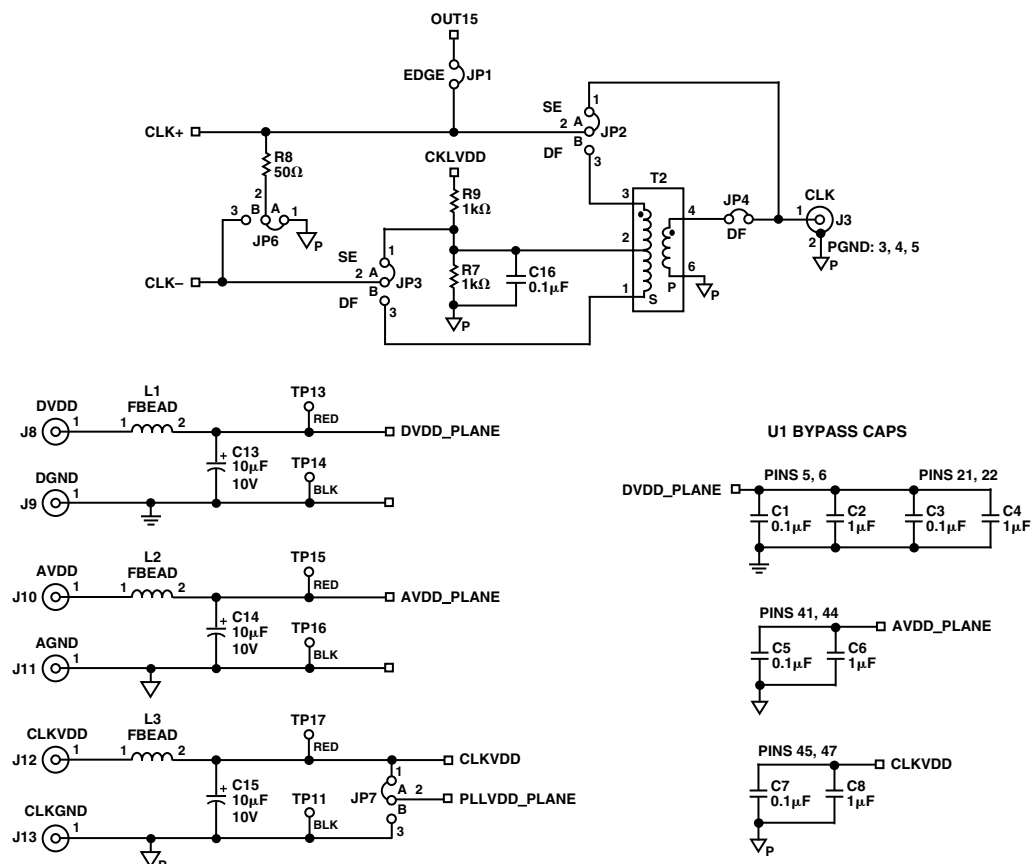 OUT15
EDGE JP1
SE 1
CLK+ 2 A JP2
B
DF 3
R8
50Ω
CKLVDD
R9
1kΩ
T2
3 4 JP4 CLK
DF 1 J3
2 PGND: 3, 4, 5
P
2
3 B A 1
JP6 P
SE 1
2
CLK– 2 A JP3
B
DF 3
R7
1kΩ
C16
0.1µF
P
1 S P 6
P
L1
FBEAD
DVDD
J8 1 1 2
TP13
RED
DVDD_PLANE
+ C13
10µF
10V
TP14
BLK
DGND
J9 1
L2
FBEAD
AVDD
J10 1 1 2
TP15
RED
AVDD_PLANE
+ C14
10µF
10V
TP16
BLK
AGND
J11 1
L3
FBEAD
CLKVDD
J12 1 1 2
TP17
RED
CLKVDD
+ C15
10µF
10V
TP11
BLK
1
JP7 A 2 PLLVDD_PLANE
B
3
CLKGND
J13 1
P
U1 BYPASS CAPS
PINS 5, 6 PINS 21, 22
DVDD_PLANE
C1
0.1µF
C2
1µF
C3
0.1µF
C4
1µF
PINS 41, 44
AVDD_PLANE
C5
0.1µF
C6
1µF
PINS 45, 47
CLKVDD
C7
0.1µF
C8
1µF
P